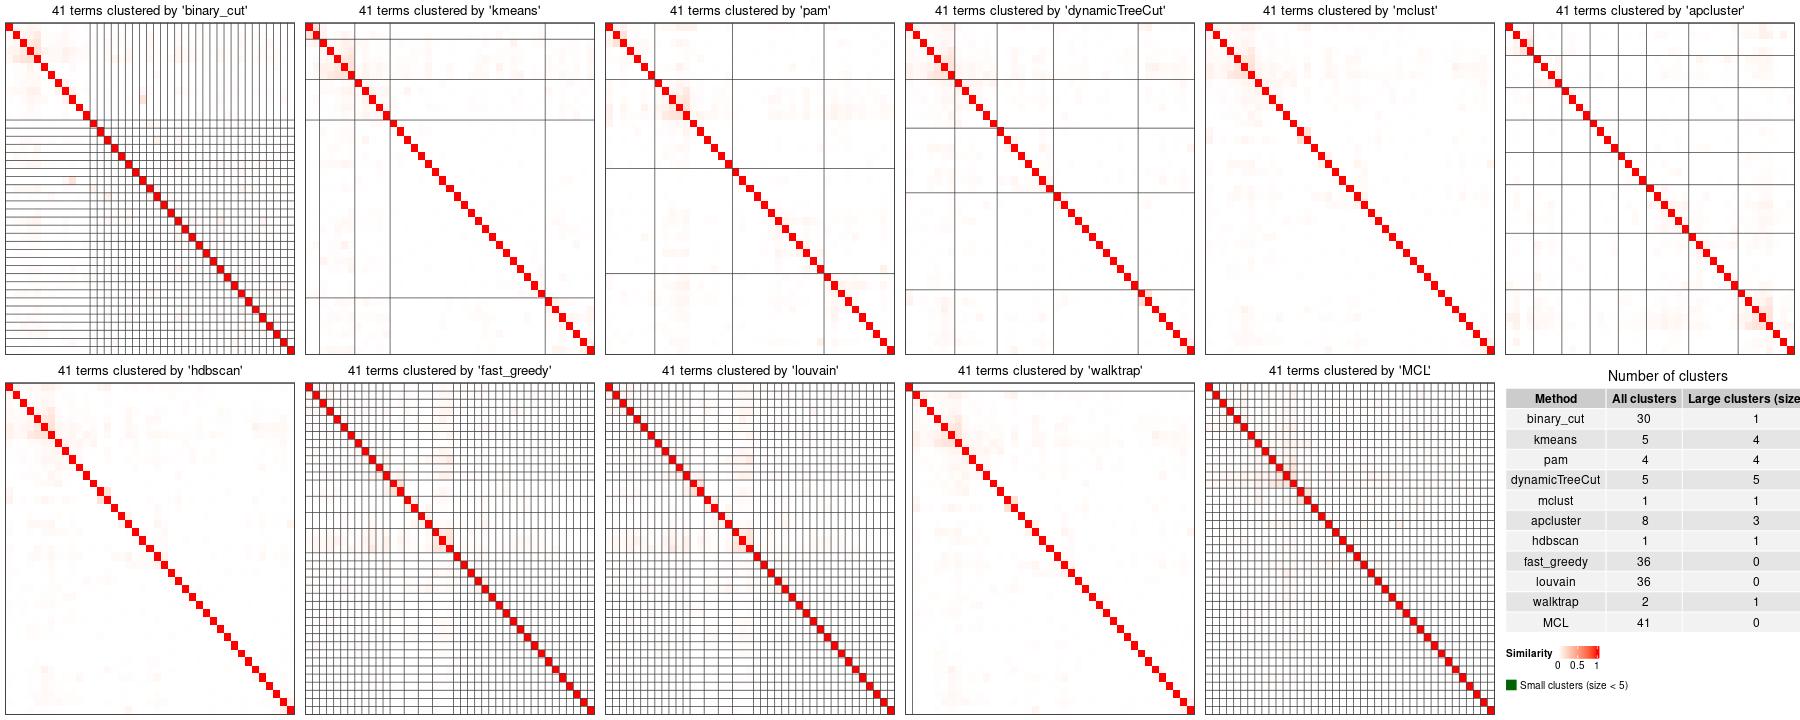 41 terms clustered by 'binary_cut'
41 terms clustered by 'kmeans'
41 terms clustered by 'pam'
41 terms clustered by 'dynamicTreeCut'
41 terms clustered by 'mclust'
41 terms clustered by 'apcluster'
41 terms clustered by 'hdbscan'
41 terms clustered by 'fast_greedy'
41 terms clustered by 'louvain'
41 terms clustered by 'walktrap'
41 terms clustered by 'MCL'
Number of clusters
Method All clusters Large clusters (size
binary_cut 30 1
kmeans 5 4
pam 4 4
dynamicTreeCut 5 5
mclust 1 1
apcluster 8 3
hdbscan 1 1
fast_greedy 36 0
louvain 36 0
walktrap 2 1
MCL 41 0
Similarity
0 0.5 1
Small clusters (size < 5)